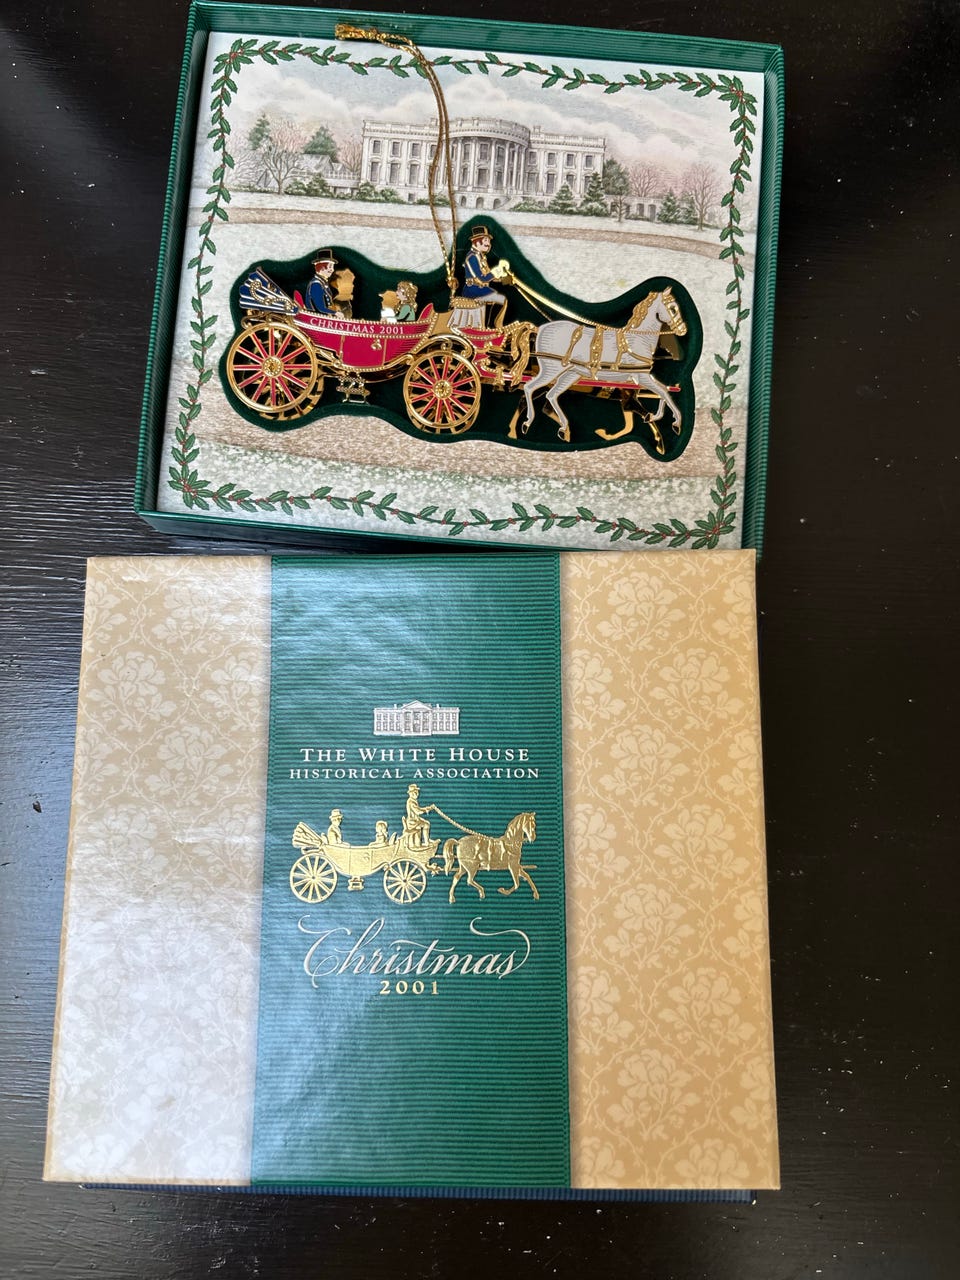 CHRISTMAS 2001
THE WHITE HOUSE
HISTORICAL ASSOCIATION
Christmas
2001